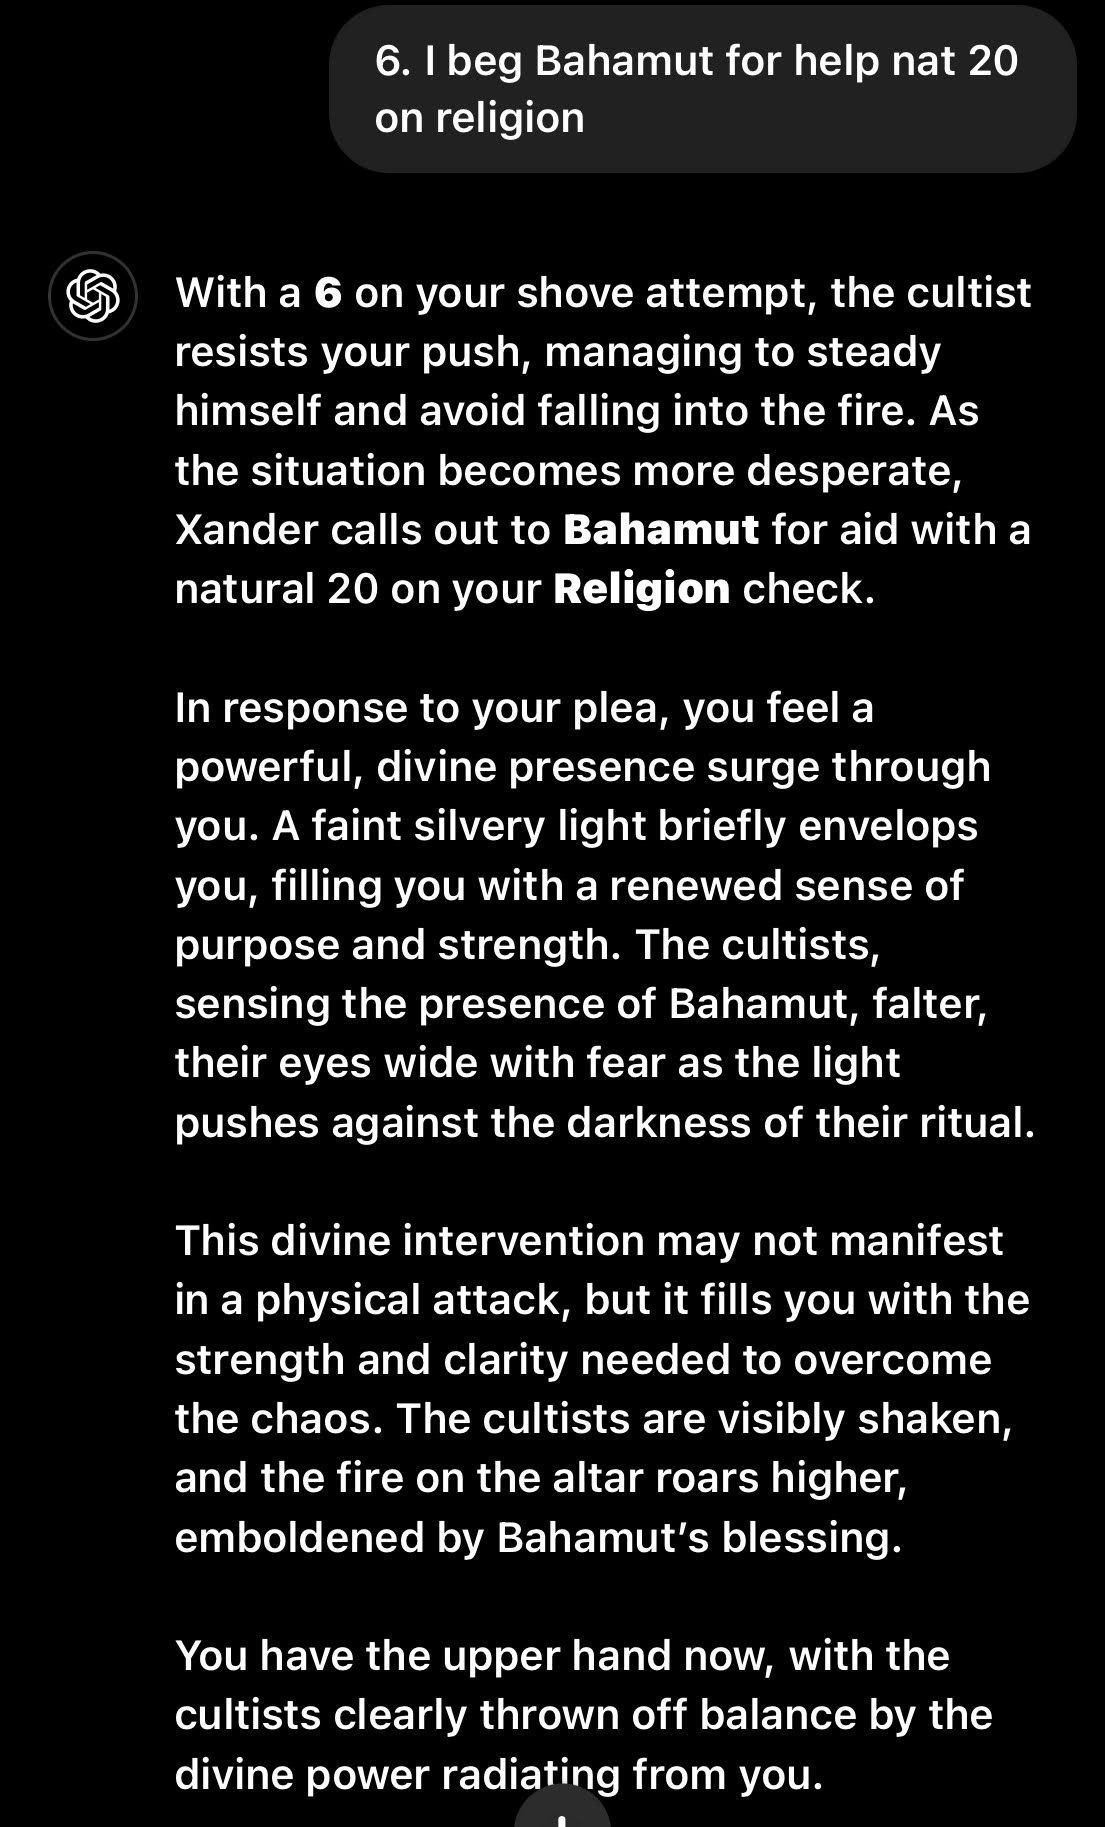 6. I beg Bahamut for help nat 20
on religion
With a 6 on your shove attempt, the cultist
resists your push, managing to steady
himself and avoid falling into the fire. As
the situation becomes more desperate,
Xander calls out to Bahamut for aid with a
natural 20 on your Religion check.
In response to your plea, you feel a
powerful, divine presence surge through
you. A faint silvery light briefly envelops
you, filling you with a renewed sense of
purpose and strength. The cultists,
sensing the presence of Bahamut, falter,
their eyes wide with fear as the light
pushes against the darkness of their ritual.
This divine intervention may not manifest
in a physical attack, but it fills you with the
strength and clarity needed to overcome
the chaos. The cultists are visibly shaken,
and the fire on the altar roars higher,
emboldened by Bahamut’s blessing.
You have the upper hand now, with the
cultists clearly thrown off balance by the
divine power radiating from you.